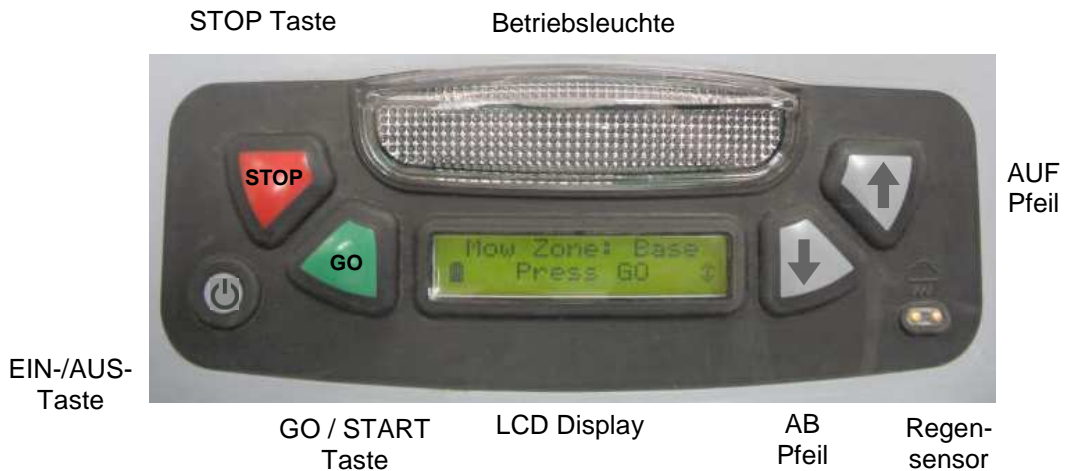 STOP Taste
Betriebsleuchte
STOP
AUF
Pfeil
GO
Mow Zone: Base
Press GO
EIN-/AUS-
Taste
GO / START
Taste
LCD Display
AB
Pfeil
Regen-
sensor